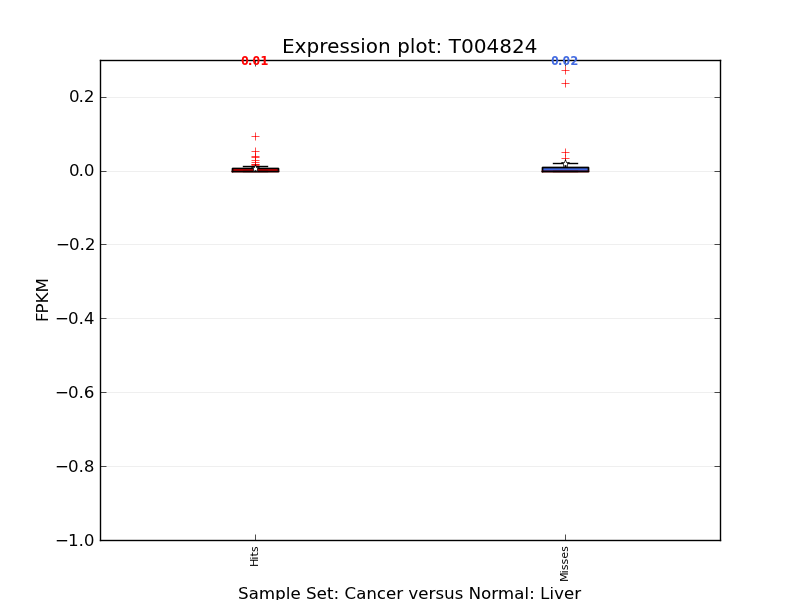 Expression plot: T004824
0.01
0.02
0.2
0.0
−0.2
−0.4
−0.6
−0.8
−1.0
FPKM
Hits
Misses
Sample Set: Cancer versus Normal: Liver